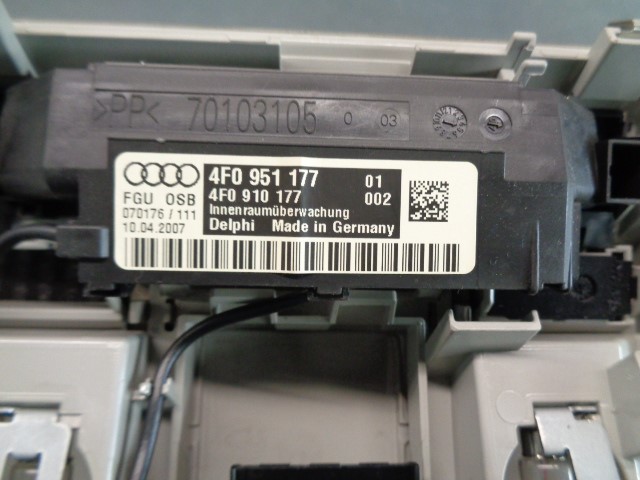 >PP< 70103105 0 03
4F0 951 177 01
4F0 910 177 002
Innenraumüberwachung
Delphi Made in Germany
FGU OSB
070176 / 111
10.04.2007